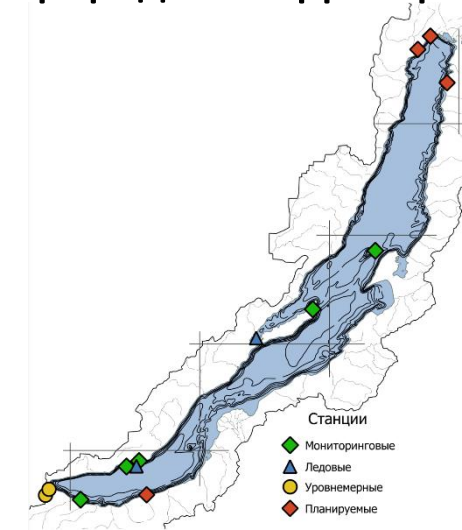 Станции
Мониторинговые
Ледовые
Уровнемерные
Планируемые